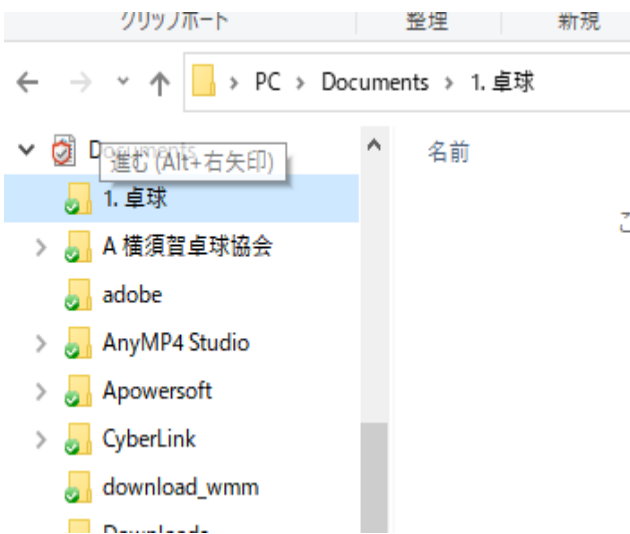 クリップボード 整理 新規
PC > Documents > 1. 卓球
Documents
進む (Alt+右矢印)
名前
1. 卓球
A 横須賀卓球協会
adobe
AnyMP4 Studio
Apowersoft
CyberLink
download_wmm
Downloads